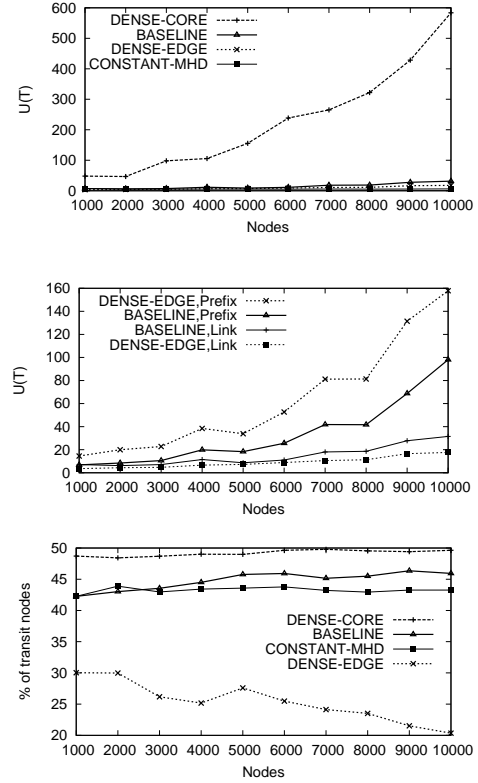 600
500
400
300
200
100
0
U(T)
DENSE-CORE
BASELINE
DENSE-EDGE
CONSTANT-MHD
1000 2000 3000 4000 5000 6000 7000 8000 9000 10000
Nodes
160
140
120
100
80
60
40
20
0
U(T)
DENSE-EDGE,Prefix
BASELINE,Prefix
BASELINE,Link
DENSE-EDGE,Link
1000 2000 3000 4000 5000 6000 7000 8000 9000 10000
Nodes
50
45
40
35
30
25
20
% of transit nodes
DENSE-CORE
BASELINE
CONSTANT-MHD
DENSE-EDGE
1000 2000 3000 4000 5000 6000 7000 8000 9000 10000
Nodes